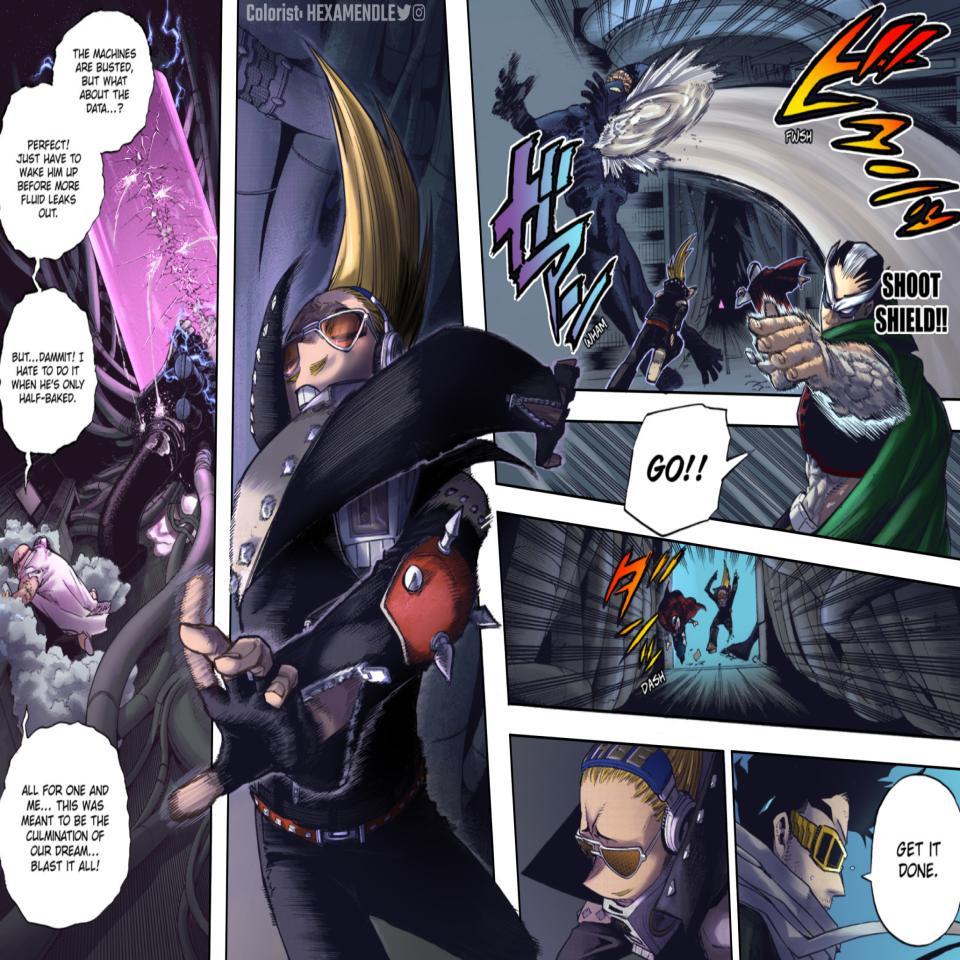 Colorist: HEXAMENDLE
FWSH
WHAM
SHOOT
SHIELD!!
GO!!
DASH
GET IT
DONE.
THE MACHINES
ARE BUSTED,
BUT WHAT
ABOUT THE
DATA...?
PERFECT!
JUST HAVE TO
WAKE HIM UP
BEFORE MORE
FLUID LEAKS
OUT.
BUT...DAMMIT! I
HATE TO DO IT
WHEN HE'S ONLY
HALF-BAKED.
ALL FOR ONE AND
ME... THIS WAS
MEANT TO BE THE
CULMINATION OF
OUR DREAM...
BLAST IT ALL!